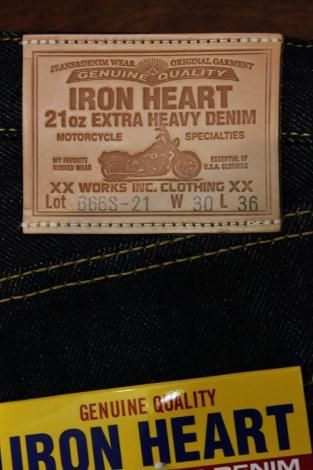 JEANS&DENIM WEAR ORIGINAL GARMENT
GENUINE QUALITY
IRON HEART
21oz EXTRA HEAVY DENIM
MOTORCYCLE SPECIALTIES
MY FAVORITE
RUGGED WEAR
ESSENTIAL OF
U.S.A. CLOTHING
XX WORKS INC. CLOTHING XX
Lot 666S-21 W 30 L 36
GENUINE QUALITY
IRON HEART
DENIM